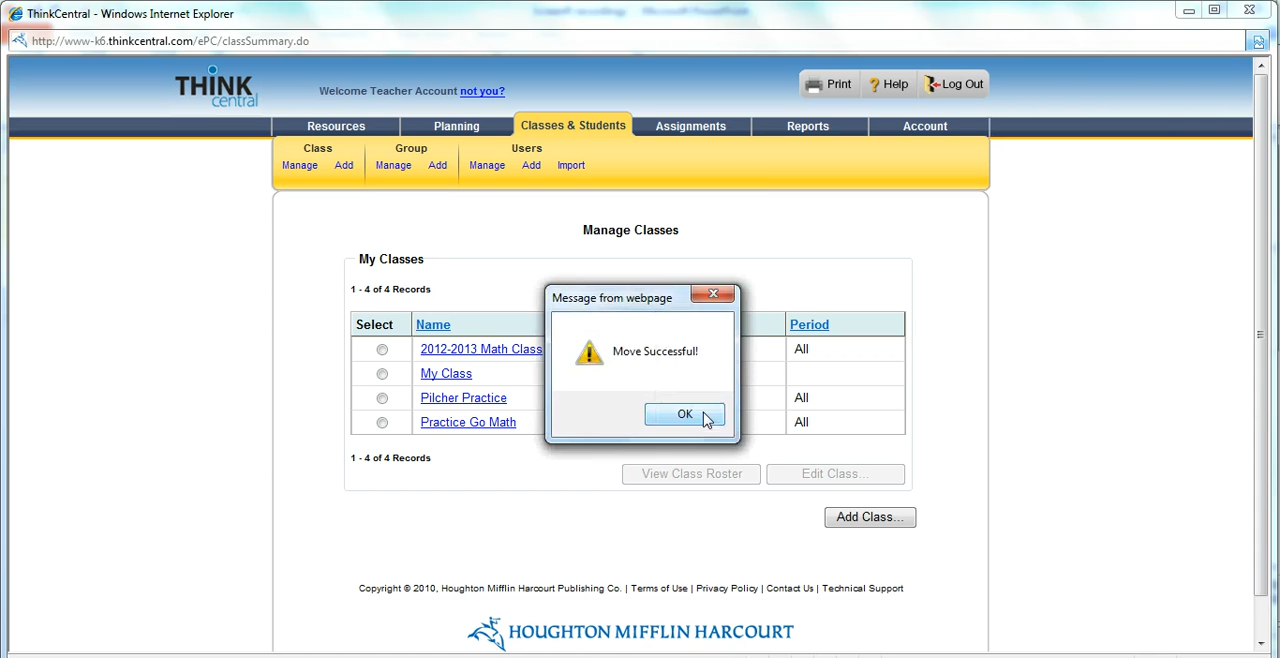 ThinkCentral - Windows Internet Explorer
http://www-k6.thinkcentral.com/ePC/classSummary.do
THINK central
Welcome Teacher Account not you?
Print Help Log Out
Resources Planning Classes & Students Assignments Reports Account
Class Group Users
Manage Add Manage Add Manage Add Import
Manage Classes
My Classes
1 - 4 of 4 Records
Select Name Period
2012-2013 Math Class All
My Class
Pilcher Practice All
Practice Go Math All
Message from webpage
Move Successful!
OK
1 - 4 of 4 Records
View Class Roster Edit Class...
Add Class...
Copyright © 2010, Houghton Mifflin Harcourt Publishing Co. | Terms of Use | Privacy Policy | Contact Us | Technical Support
HOUGHTON MIFFLIN HARCOURT